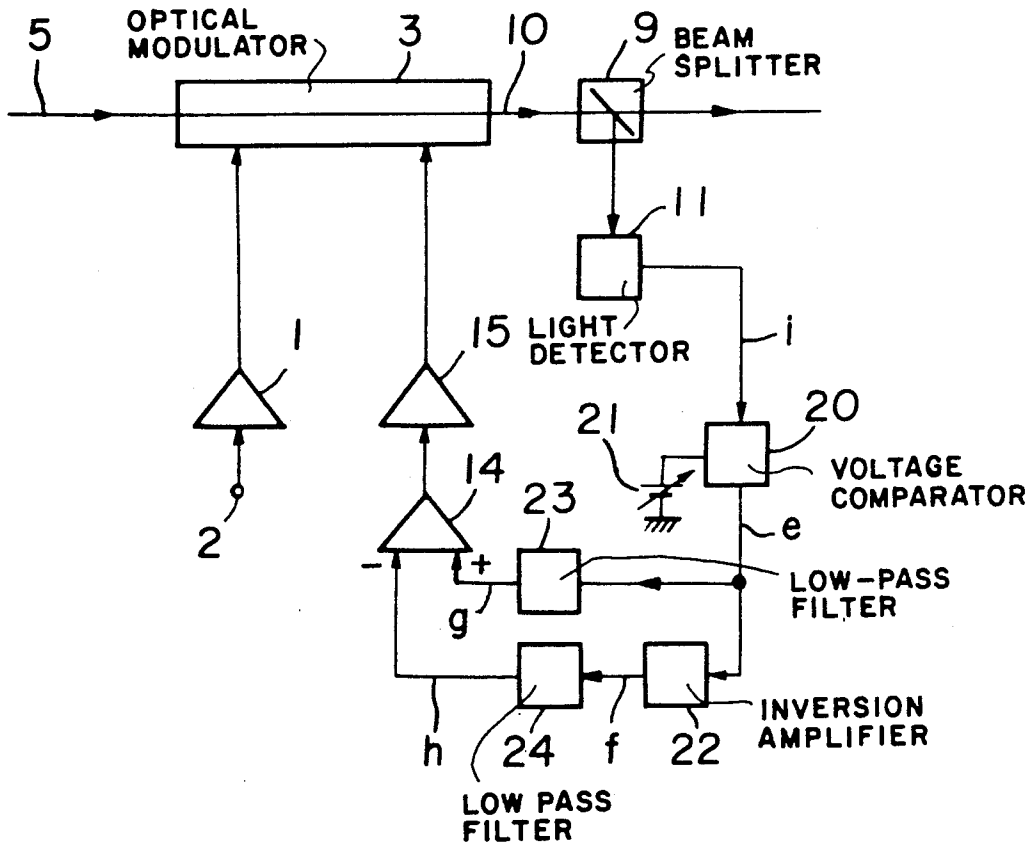 OPTICAL
MODULATOR
3
10
9
BEAM
SPLITTER
5
11
LIGHT
DETECTOR
i
1
15
21
20
VOLTAGE
COMPARATOR
14
23
e
2
-
+
g
LOW-PASS
FILTER
h
24
f
22
INVERSION
AMPLIFIER
LOW PASS
FILTER